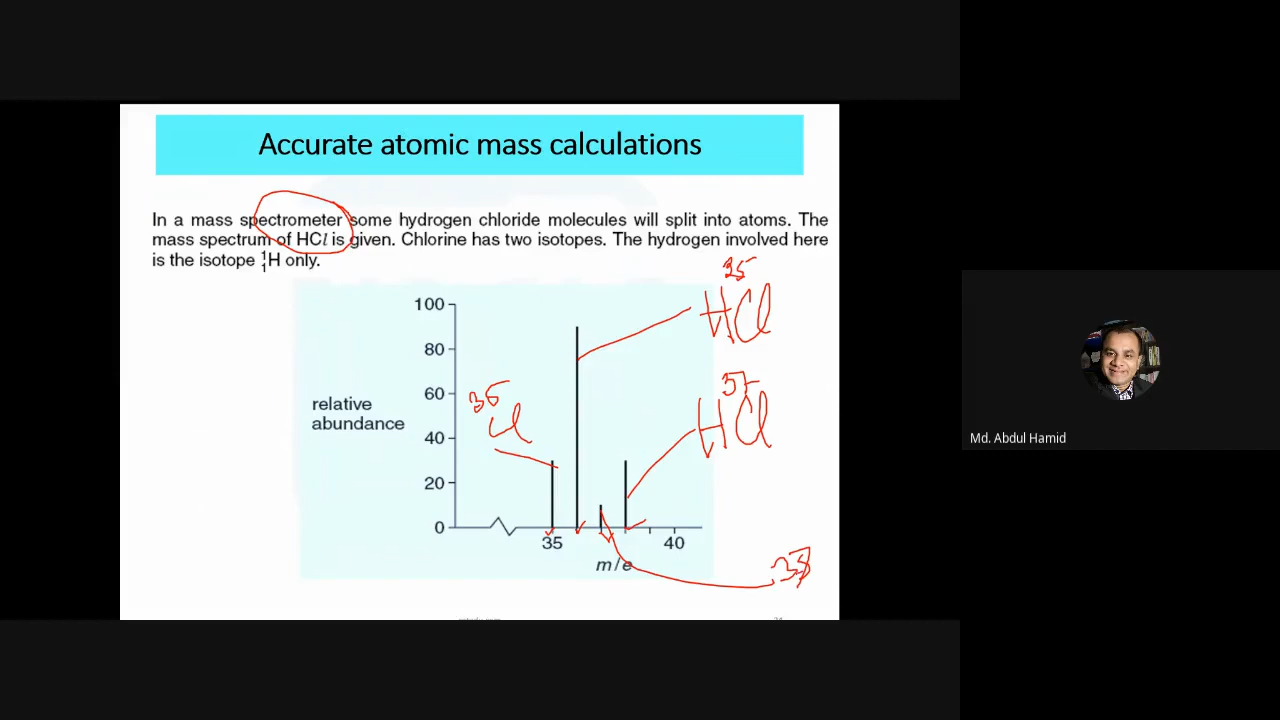 Accurate atomic mass calculations
In a mass spectrometer some hydrogen chloride molecules will split into atoms. The
mass spectrum of HCl is given. Chlorine has two isotopes. The hydrogen involved here
is the isotope ¹₁H only.
35
HCl
100
80
60
40
20
0
relative
abundance
35
Cl
37
HCl
35
40
m/e
Md. Abdul Hamid